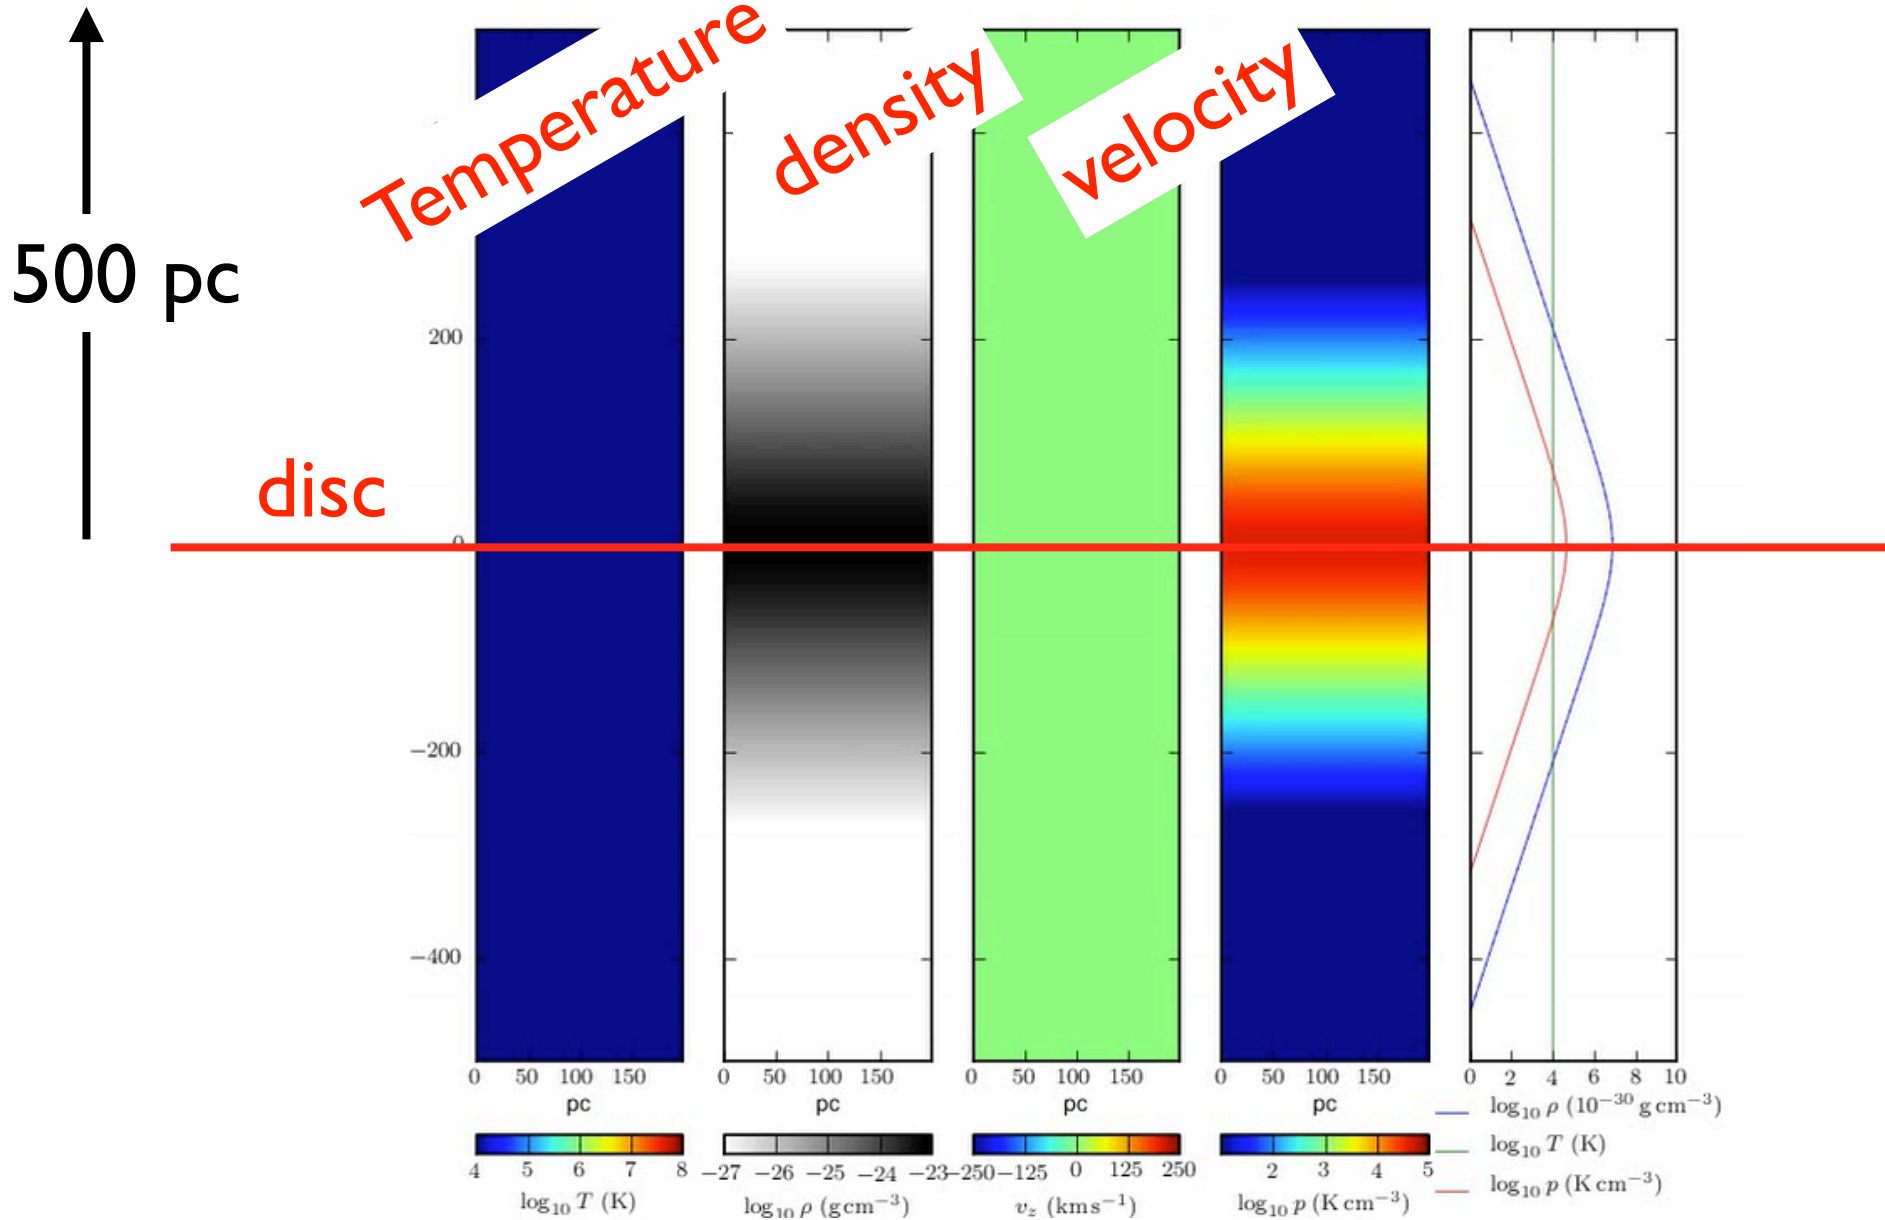 Temperature
density
velocity
500 pc
disc
200
0
−200
−400
0 50 100 150
0 50 100 150
0 50 100 150
0 50 100 150
0 2 4 6 8 10
pc
pc
pc
pc
4 5 6 7 8
log₁₀ T (K)
−27 −26 −25 −24 −23
log₁₀ ρ (g cm⁻³)
−250 −125 0 125 250
v_z (km s⁻¹)
2 3 4 5
log₁₀ p (K cm⁻³)
log₁₀ ρ (10⁻³⁰ g cm⁻³)
log₁₀ T (K)
log₁₀ p (K cm⁻³)